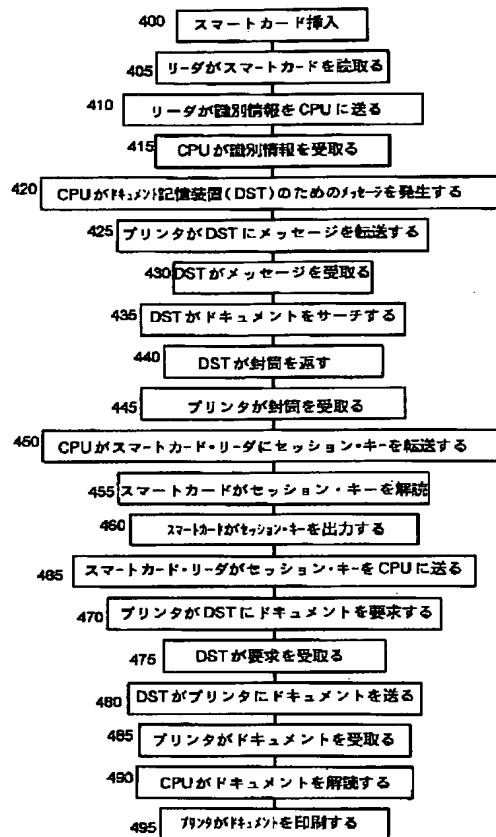 400 スマートカード挿入
405 リーダがスマートカードを読取る
410 リーダが識別情報をCPUに送る
415 CPUが識別情報を受取る
420 CPUがドキュメント記憶装置(DST)のためのメッセージを発生する
425 プリンタがDSTにメッセージを転送する
430 DSTがメッセージを受取る
435 DSTがドキュメントをサーチする
440 DSTが封筒を返す
445 プリンタが封筒を受取る
450 CPUがスマートカード・リーダにセッション・キーを転送する
455 スマートカードがセッション・キーを解読
460 スマートカードがセッション・キーを出力する
465 スマートカード・リーダがセッション・キーをCPUに送る
470 プリンタがDSTにドキュメントを要求する
475 DSTが要求を受取る
480 DSTがプリンタにドキュメントを送る
485 プリンタがドキュメントを受取る
490 CPUがドキュメントを解読する
495 プリンタがドキュメントを印刷する